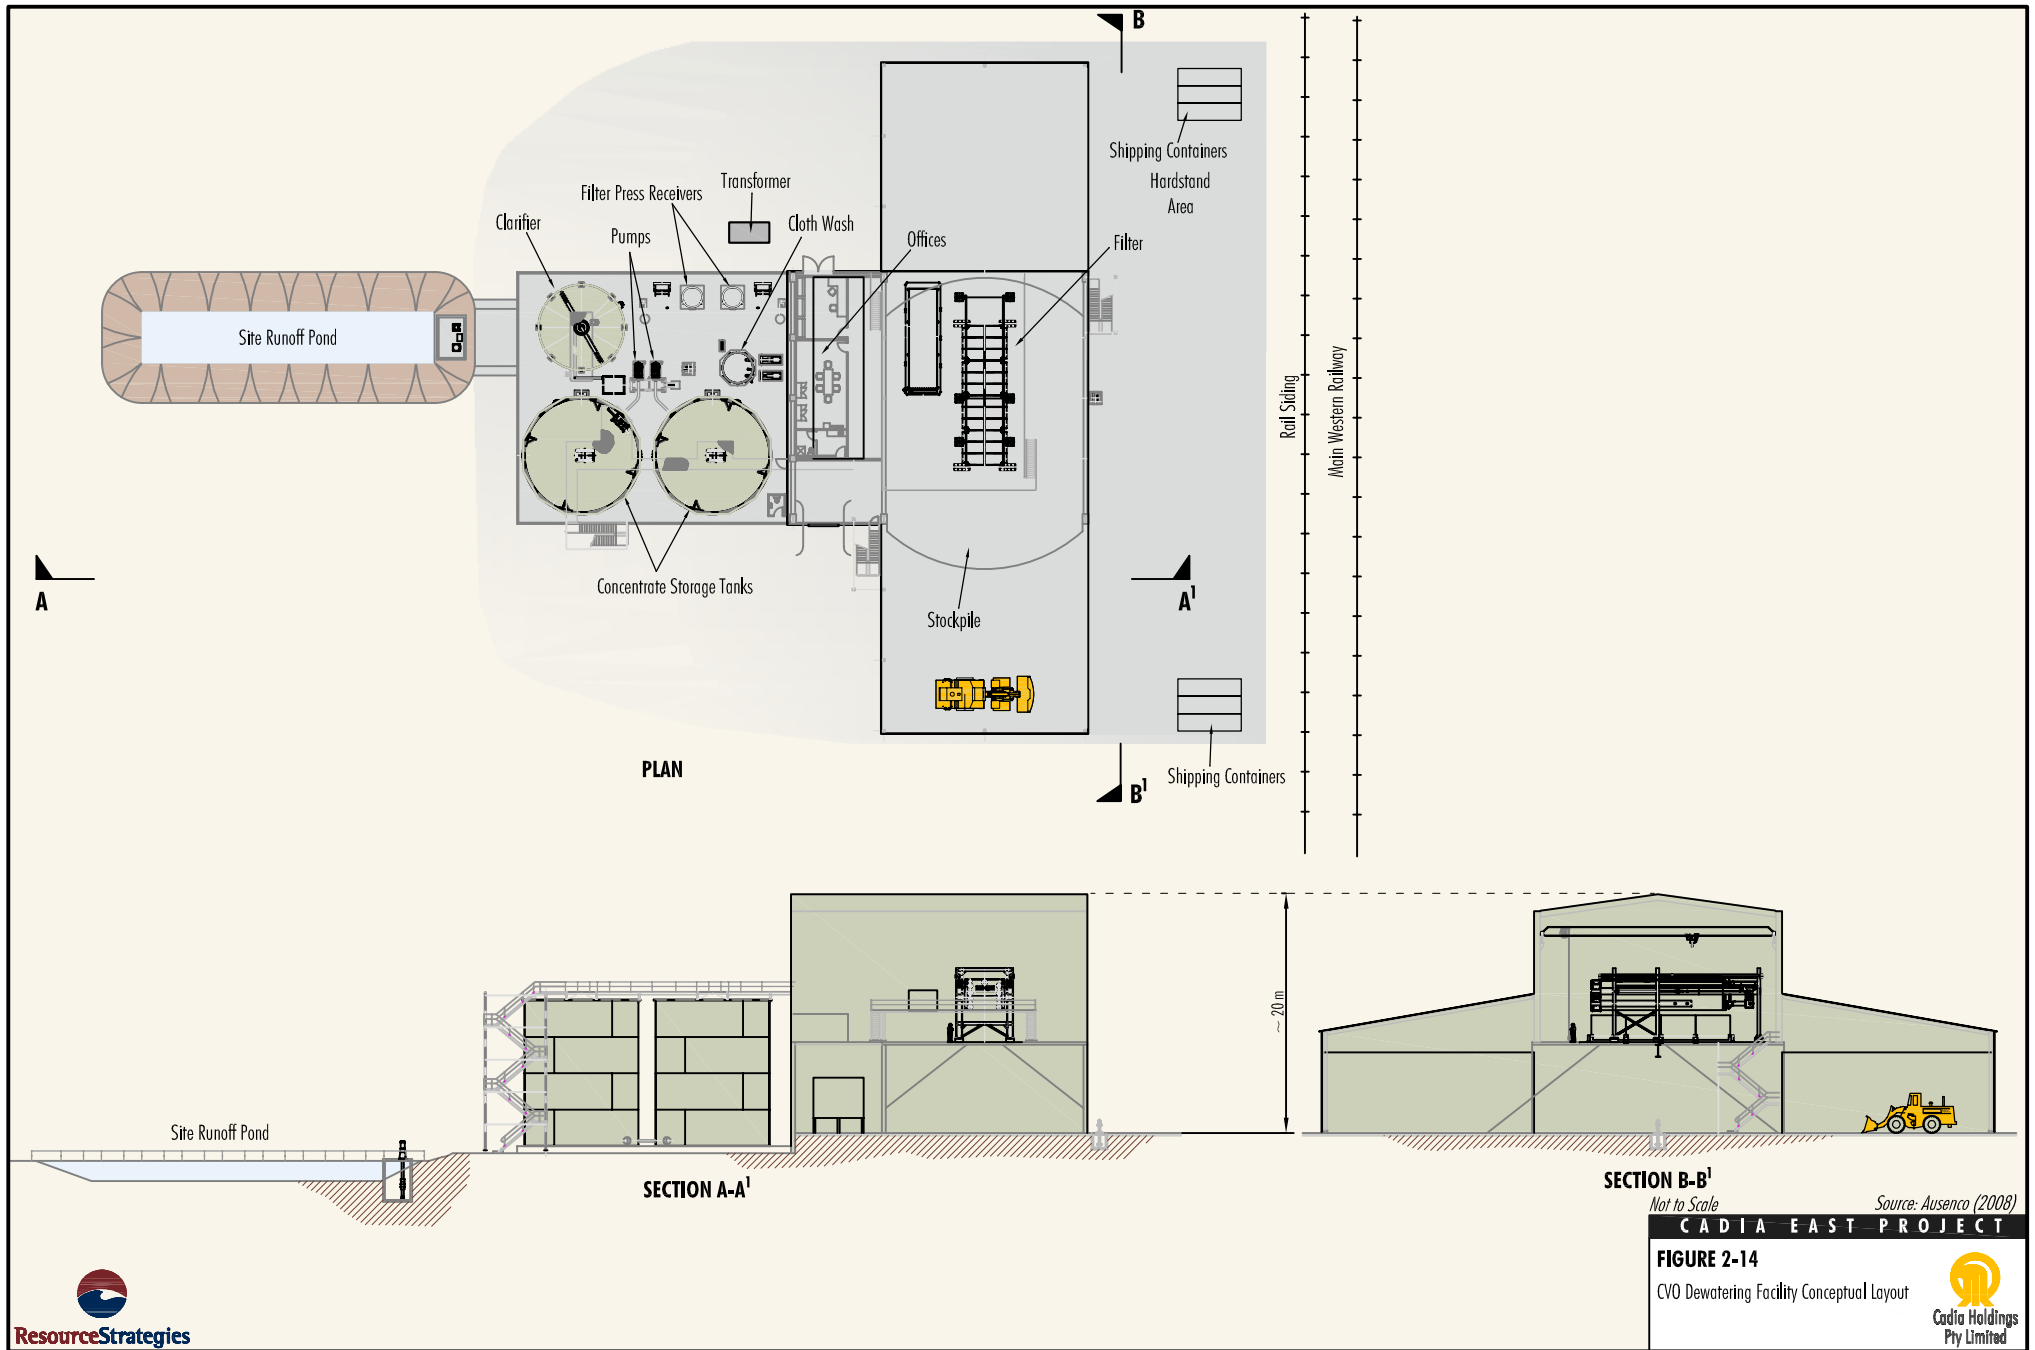 B
Shipping Containers
Hardstand
Area
Transformer
Filter Press Receivers
Clarifier
Pumps
Cloth Wash
Offices
Filter
Site Runoff Pond
Rail Siding
Main Western Railway
Concentrate Storage Tanks
Stockpile
A
A¹
PLAN
B¹
Shipping Containers
~ 20 m
Site Runoff Pond
SECTION A-A¹
SECTION B-B¹
Not to Scale
Source: Ausenco (2008)
CADIA EAST PROJECT
FIGURE 2-14
CVO Dewatering Facility Conceptual Layout
Cadia Holdings
Pty Limited
ResourceStrategies